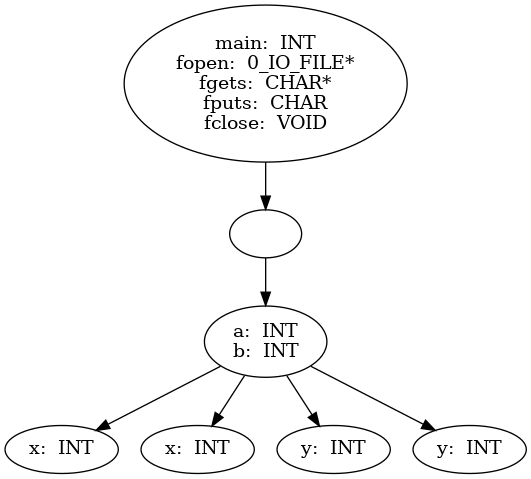 main:  INT
fopen:  0_IO_FILE*
fgets:  CHAR*
fputs:  CHAR
fclose:  VOID
a:  INT
b:  INT
x:  INT
x:  INT
y:  INT
y:  INT